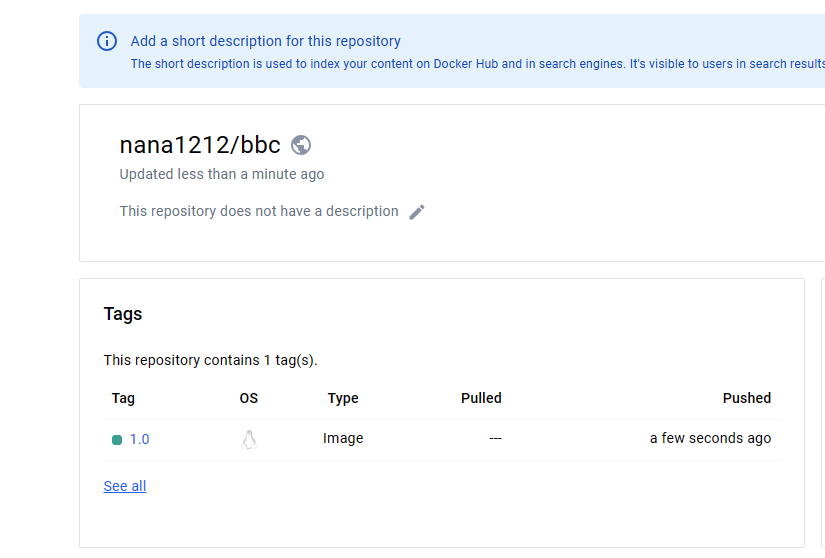 Add a short description for this repository
The short description is used to index your content on Docker Hub and in search engines. It's visible to users in search results
nana1212/bbc
Updated less than a minute ago
This repository does not have a description
Tags
This repository contains 1 tag(s).
Tag OS Type Pulled Pushed
1.0 Image --- a few seconds ago
See all